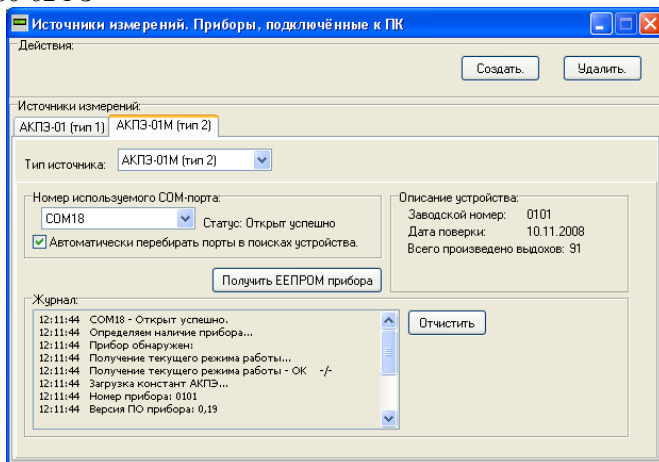 Источники измерений. Приборы, подключённые к ПК
Действия:
Создать.
Удалить.
Источники измерений:
АКПЭ-01 (тип 1)
АКПЭ-01М (тип 2)
Тип источника:
АКПЭ-01М (тип 2)
Номер используемого COM-порта:
COM18
Статус: Открыт успешно
Автоматически перебирать порты в поисках устройства.
Описание устройства:
Заводской номер: 0101
Дата поверки: 10.11.2008
Всего произведено выдохов: 91
Получить ЕЕПРОМ прибора
Журнал:
12:11:44 COM18 - Открыт успешно.
12:11:44 Определяем наличие прибора...
12:11:44 Прибор обнаружен:
12:11:44 Получение текущего режима работы...
12:11:44 Получение текущего режима работы - ОК -/-
12:11:44 Загрузка констант АКПЭ...
12:11:44 Номер прибора: 0101
12:11:44 Версия ПО прибора: 0,19
Отчистить